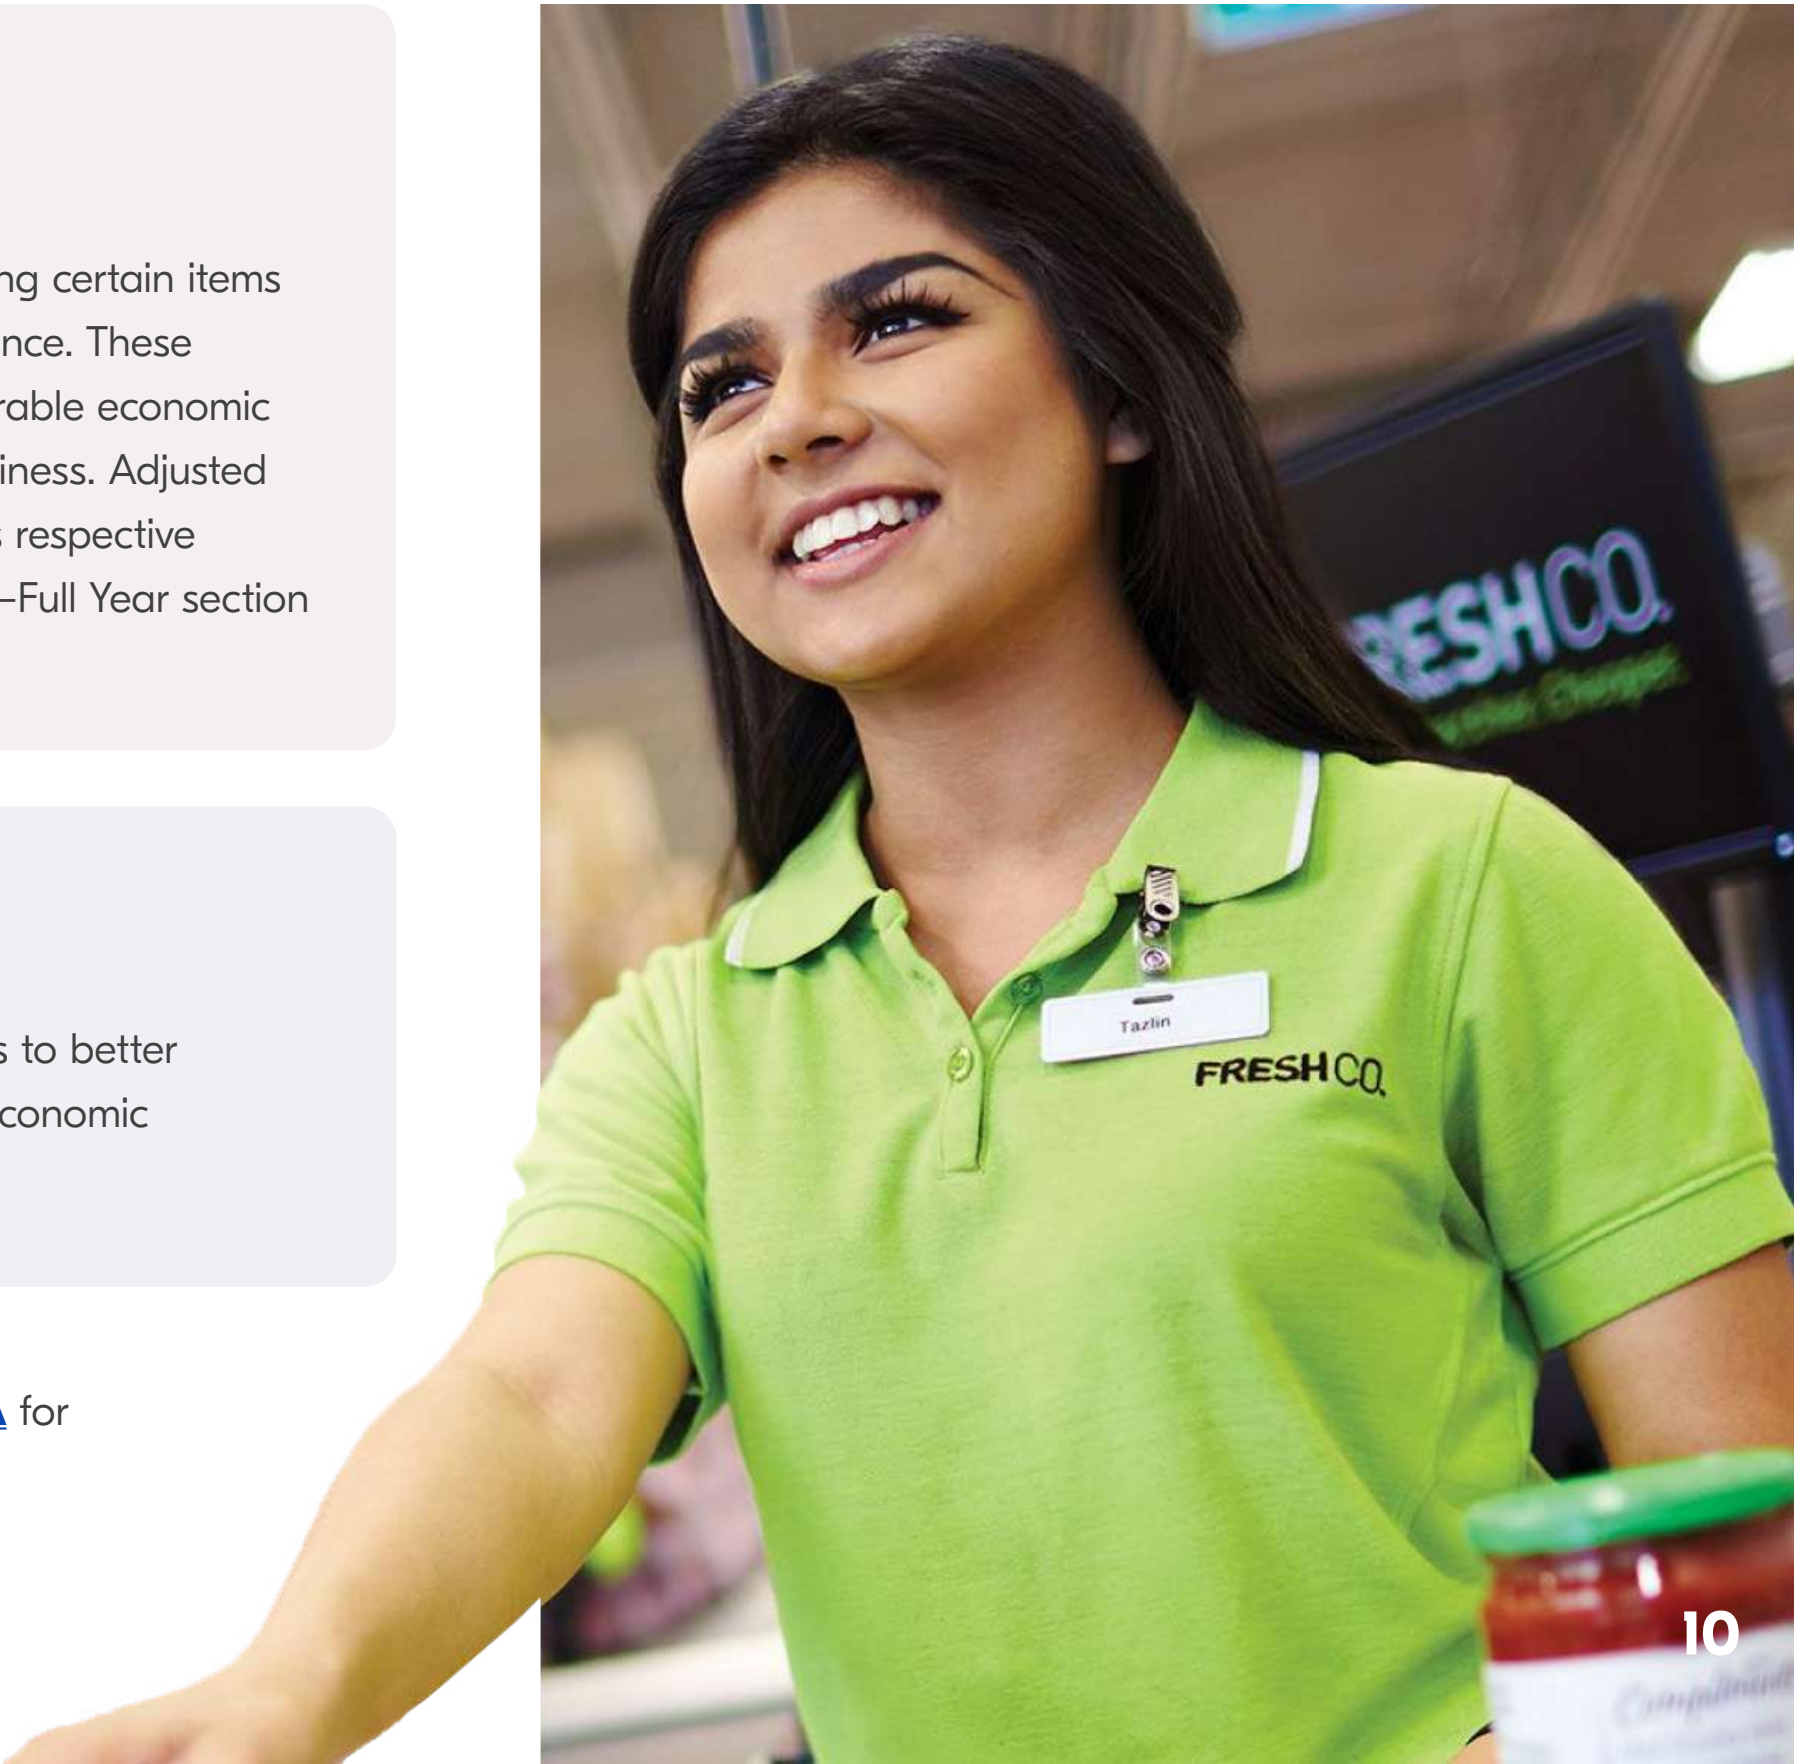 ng certain items
nce. These
rable economic
iness. Adjusted
s respective
–Full Year section
s to better
conomic
A for
RESHCO.
Tazlin
FRESHCO.
10